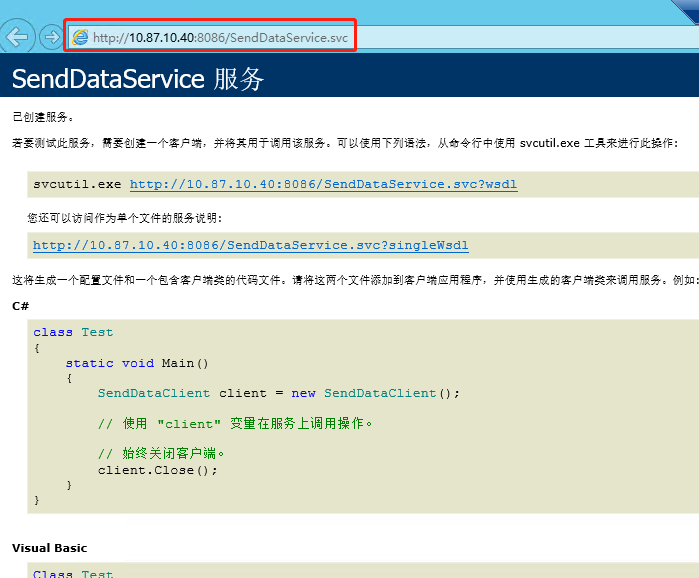 http://10.87.10.40:8086/SendDataService.svc
SendDataService 服务
已创建服务。
若要测试此服务，需要创建一个客户端，并将其用于调用该服务。可以使用下列语法，从命令行中使用 svcutil.exe 工具来进行此操作:
svcutil.exe http://10.87.10.40:8086/SendDataService.svc?wsdl
您还可以访问作为单个文件的服务说明:
http://10.87.10.40:8086/SendDataService.svc?singleWsdl
这将生成一个配置文件和一个包含客户端类的代码文件。请将这两个文件添加到客户端应用程序，并使用生成的客户端类来调用服务。例如:
C#
class Test
{
static void Main()
{
SendDataClient client = new SendDataClient();
// 使用 "client" 变量在服务上调用操作。
// 始终关闭客户端。
client.Close();
}
}
Visual Basic
Class Test